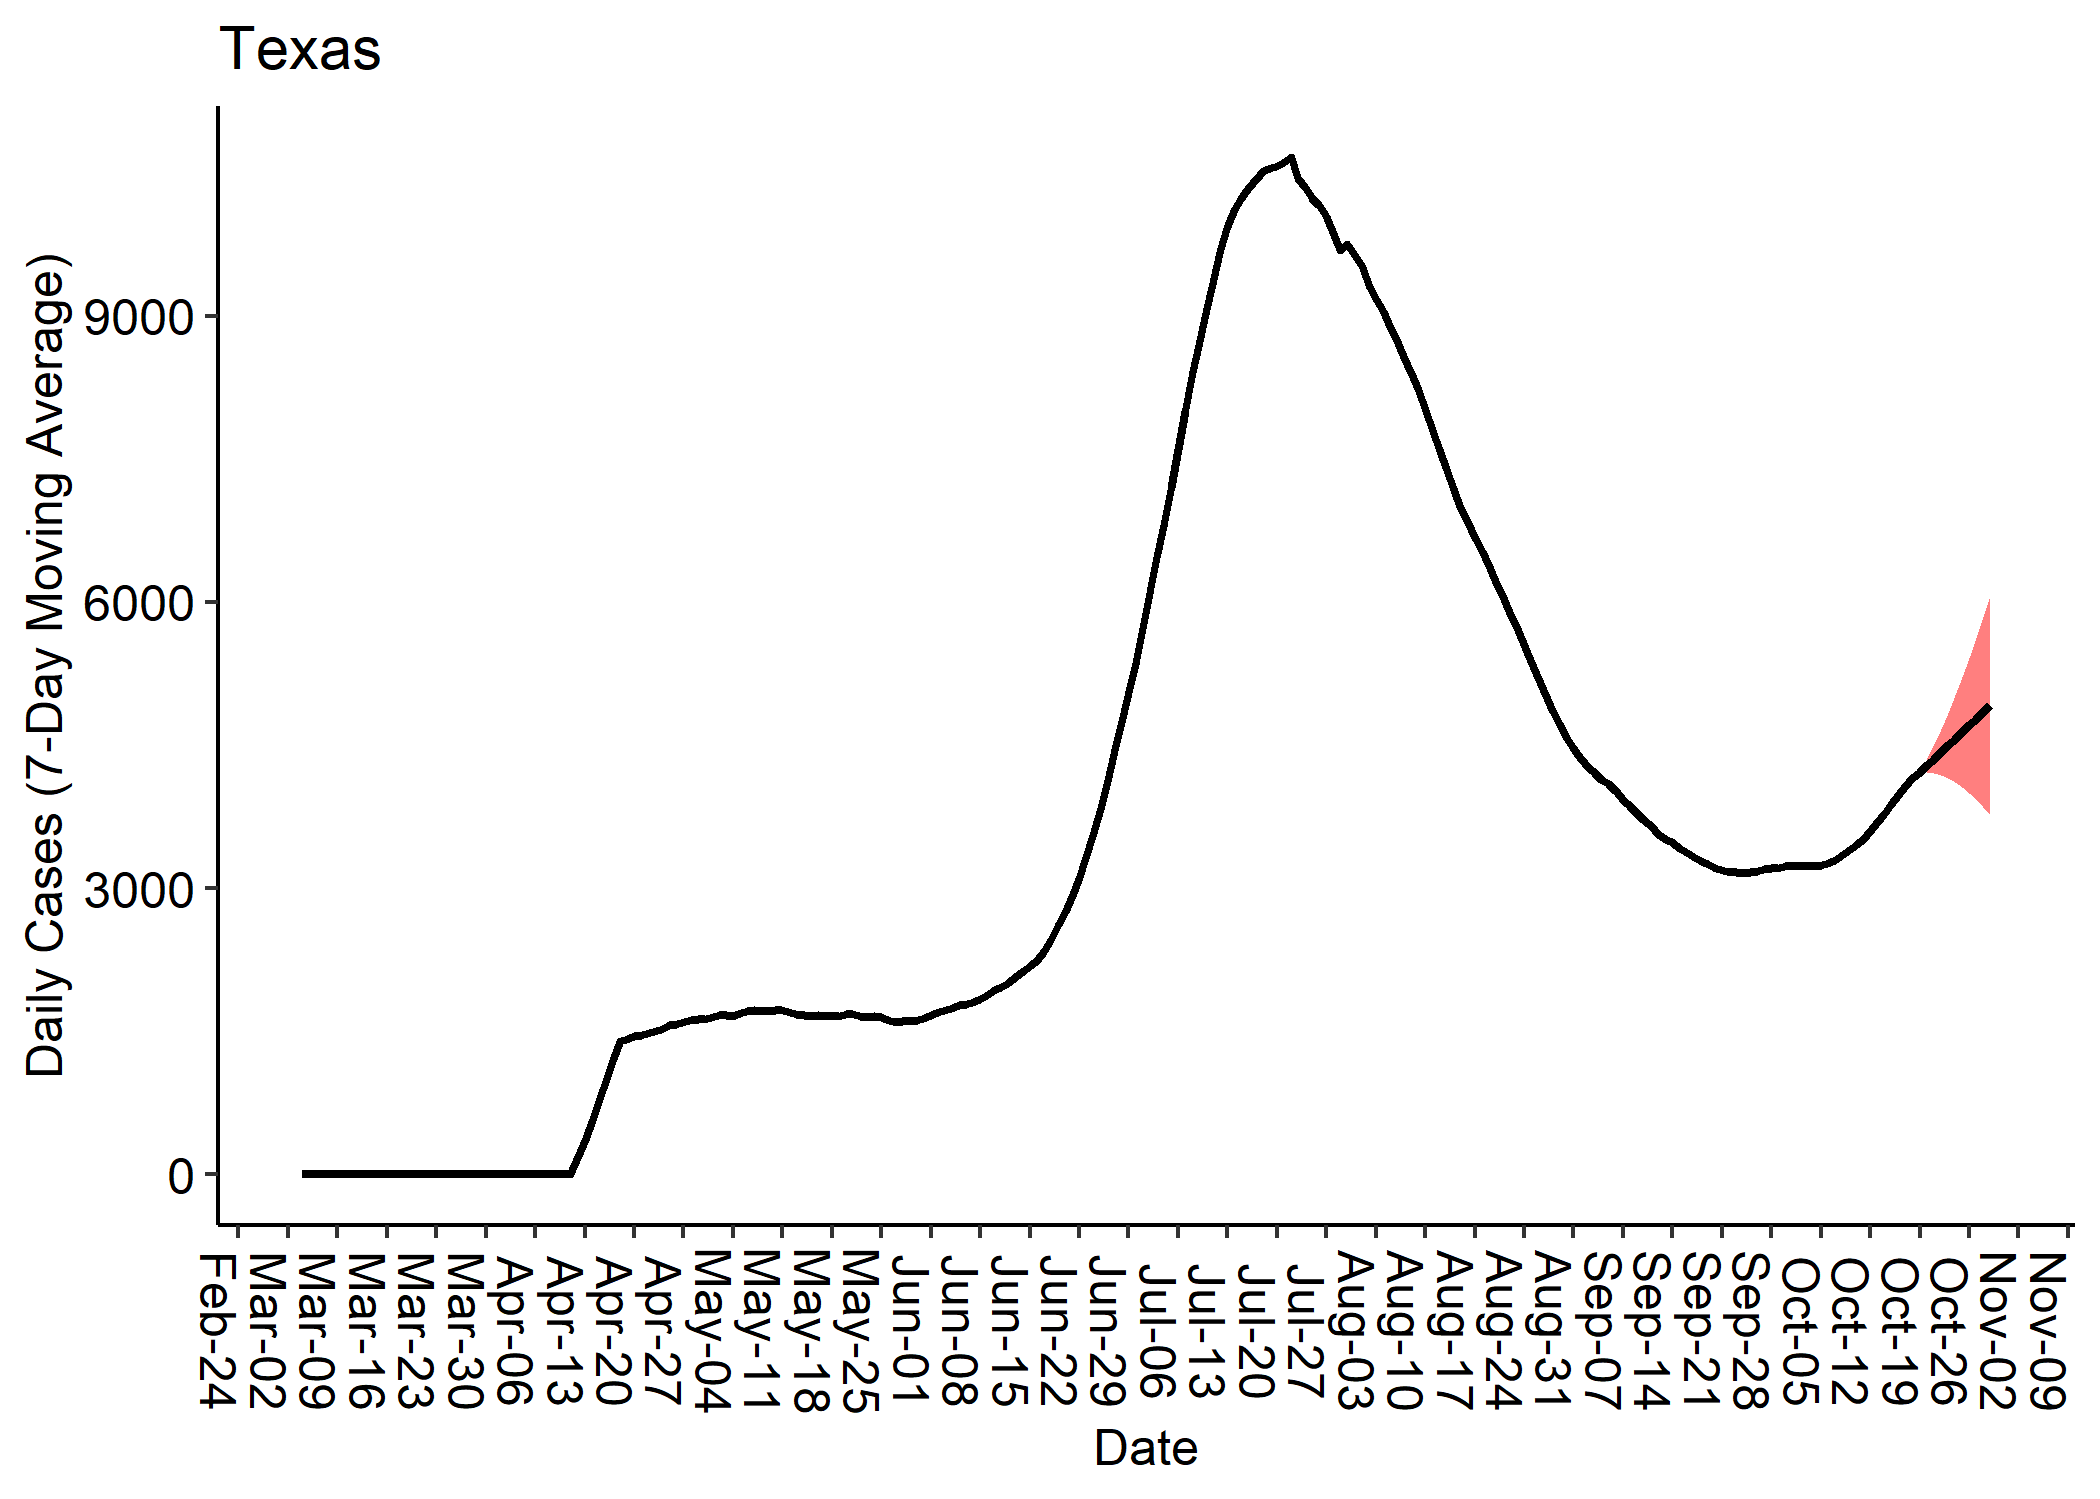 Texas
Daily Cases (7-Day Moving Average)
9000
6000
3000
0
Feb-24
Mar-02
Mar-09
Mar-16
Mar-23
Mar-30
Apr-06
Apr-13
Apr-20
Apr-27
May-04
May-11
May-18
May-25
Jun-01
Jun-08
Jun-15
Jun-22
Jun-29
Jul-06
Jul-13
Jul-20
Jul-27
Aug-03
Aug-10
Aug-17
Aug-24
Aug-31
Sep-07
Sep-14
Sep-21
Sep-28
Oct-05
Oct-12
Oct-19
Oct-26
Nov-02
Nov-09
Date